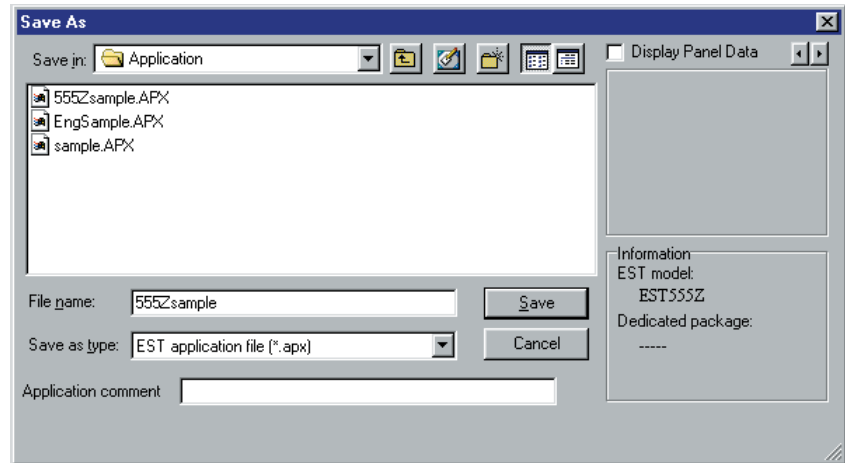 Save As
Save in: Application
Display Panel Data
555Zsample.APX
EngSample.APX
sample.APX
Information
EST model:
EST555Z
Dedicated package:
-----
File name: 555Zsample
Save
Save as type: EST application file (*.apx)
Cancel
Application comment